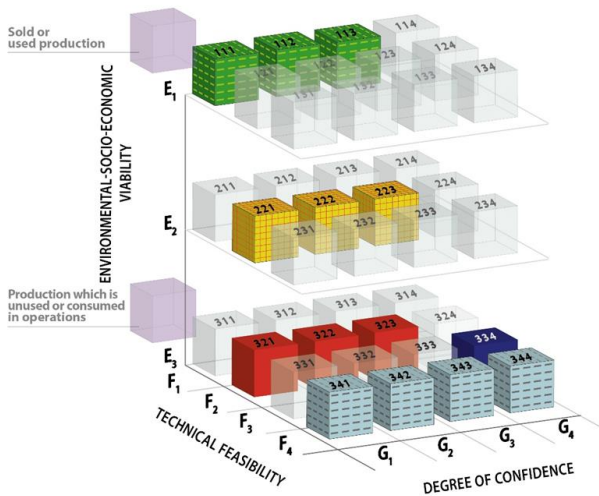 Sold or
used production
ENVIRONMENTAL-SOCIO-ECONOMIC
VIABILITY
E1
111
112
113
114
123
124
131
132
133
134
E2
211
212
213
214
221
222
223
224
231
232
233
234
Production which is
unused or consumed
in operations
E3
311
312
313
314
321
322
323
324
331
332
333
334
341
342
343
344
F1
F2
F3
F4
TECHNICAL FEASIBILITY
G1
G2
G3
G4
DEGREE OF CONFIDENCE